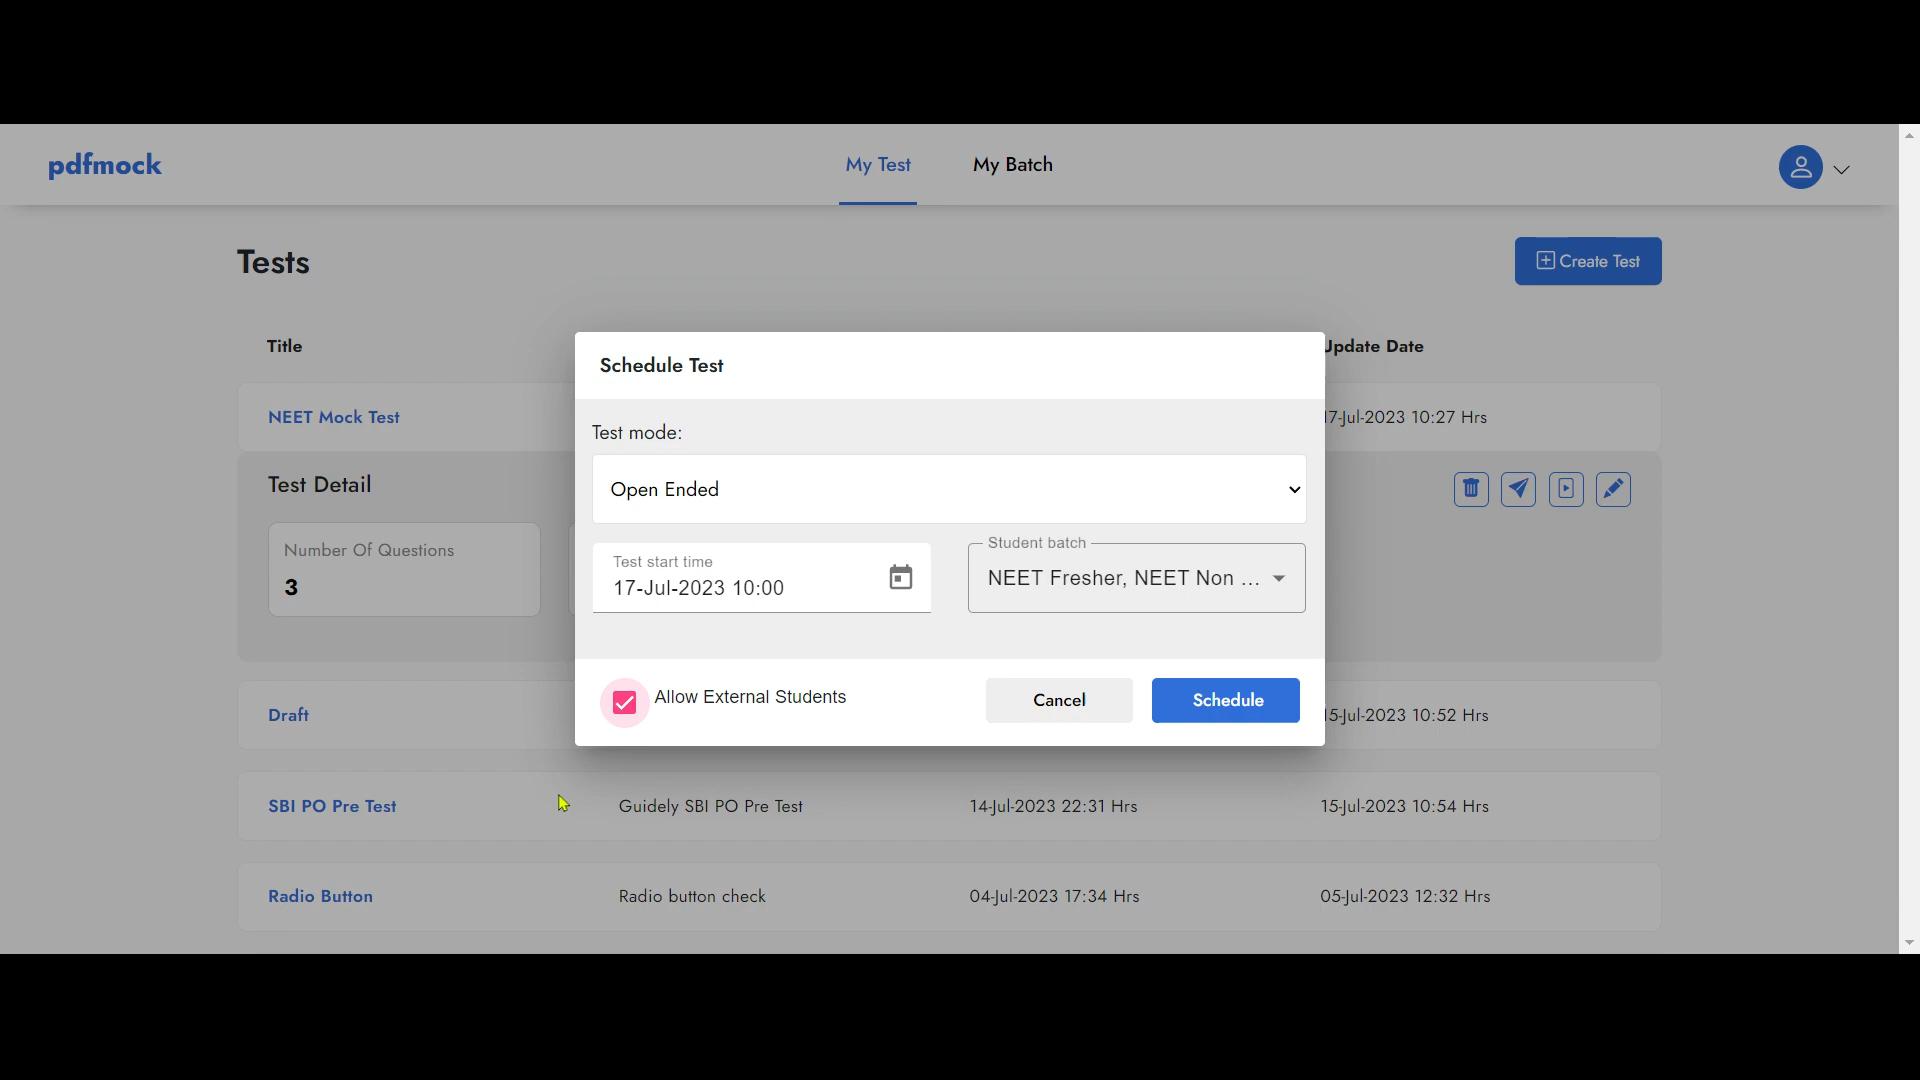 pdfmock
My Test
My Batch
Tests
Create Test
Title
Update Date
NEET Mock Test
17-Jul-2023 10:27 Hrs
Test Detail
Number Of Questions
3
Schedule Test
Test mode:
Open Ended
Test start time
17-Jul-2023 10:00
Student batch
NEET Fresher, NEET Non ...
Allow External Students
Cancel
Schedule
Draft
15-Jul-2023 10:52 Hrs
SBI PO Pre Test
Guidely SBI PO Pre Test
14-Jul-2023 22:31 Hrs
15-Jul-2023 10:54 Hrs
Radio Button
Radio button check
04-Jul-2023 17:34 Hrs
05-Jul-2023 12:32 Hrs